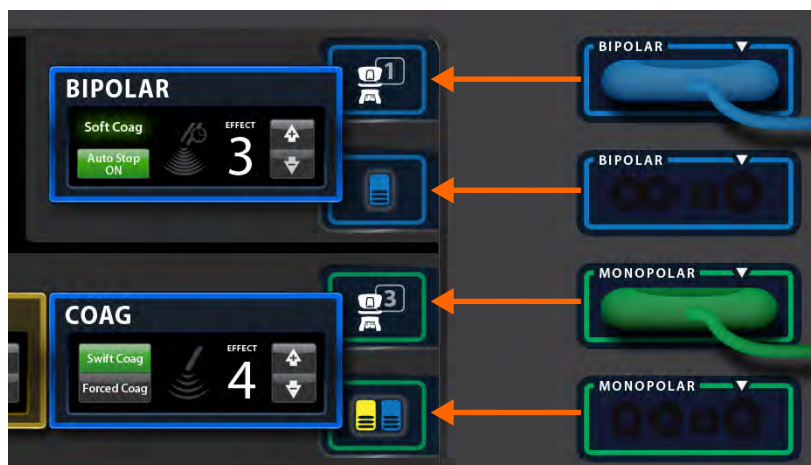 BIPOLAR
Soft Coag
Auto Stop
ON
EFFECT
3
1
BIPOLAR
BIPOLAR
COAG
Swift Coag
Forced Coag
EFFECT
4
3
MONOPOLAR
MONOPOLAR